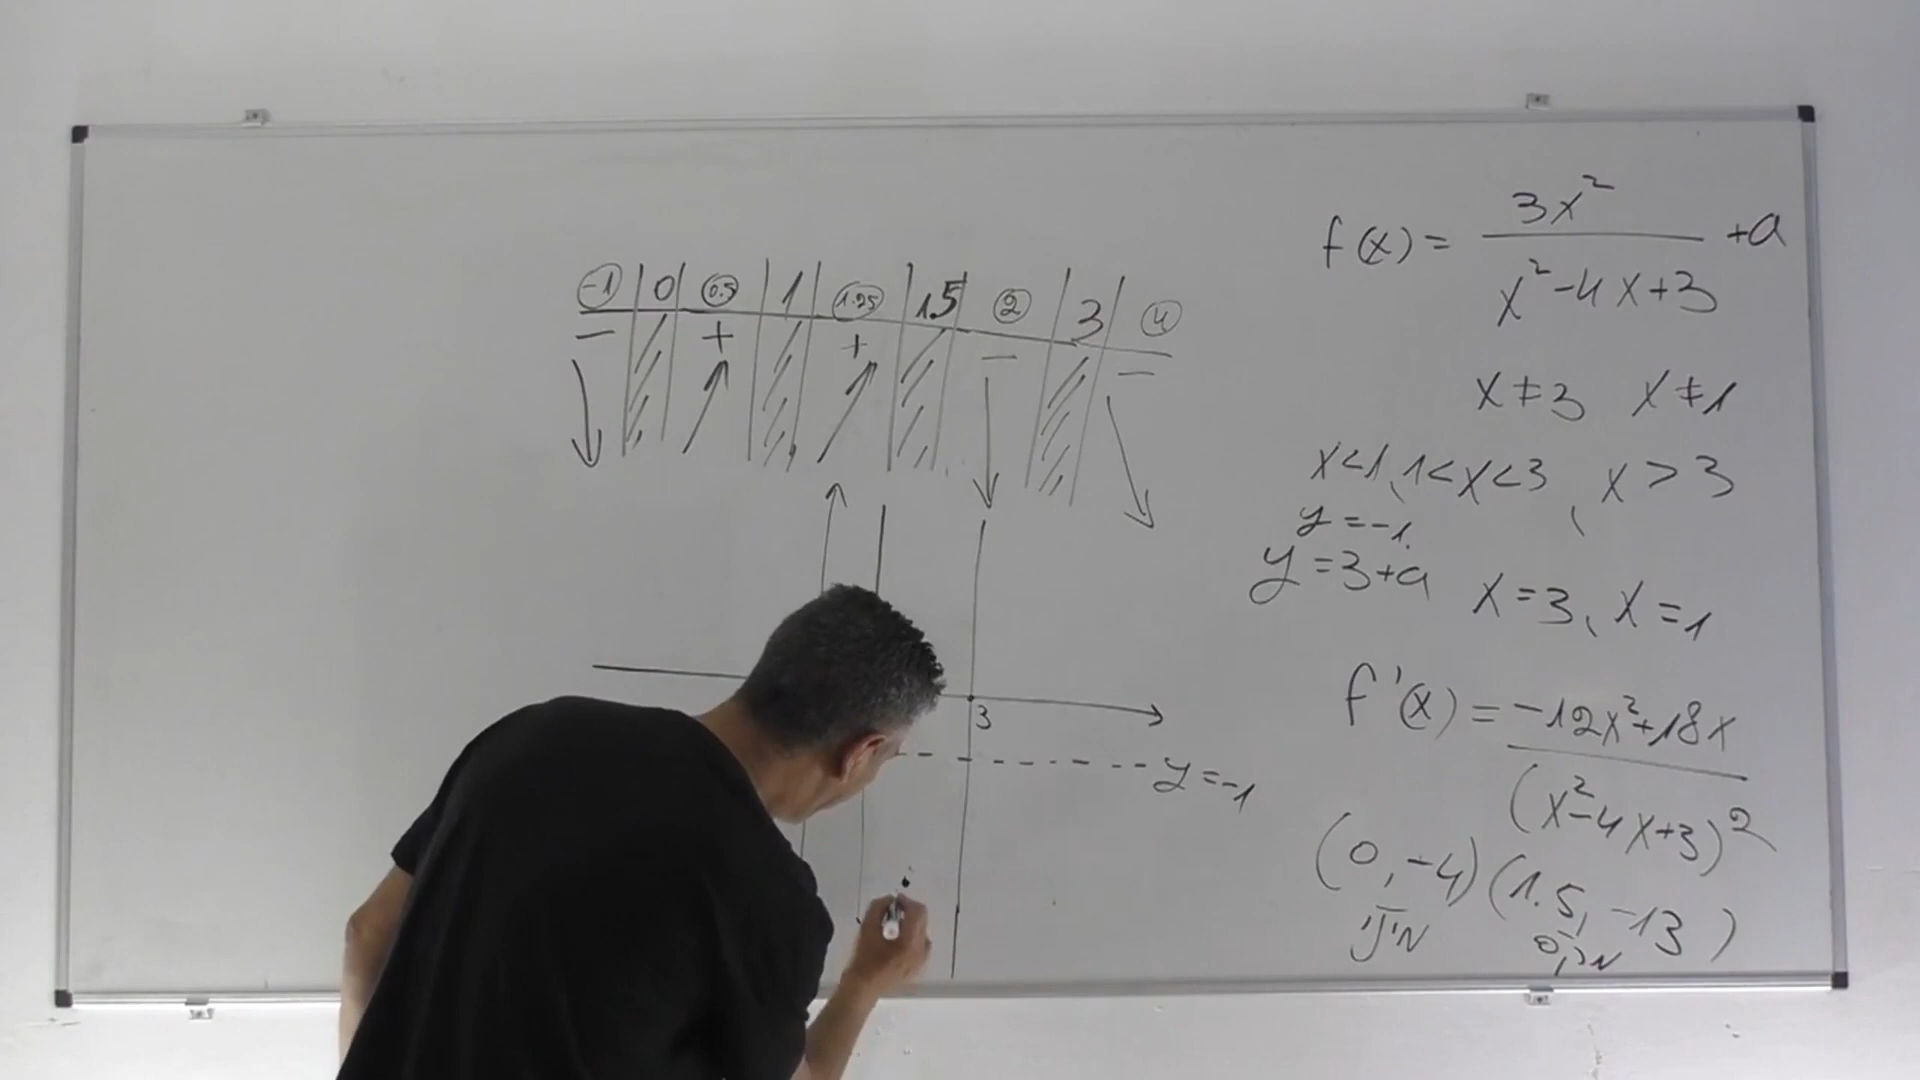 -1 | 0 | 0.5 | 1 | 1.25 | 1.5 | 2 | 3 | 4
− + + − −
3
y=-1
f(x) = 3x² / (x²-4x+3) +a
x≠3 x≠1
x<1, 1<x<3, x>3
y=-1
y=3+a x=3, x=1
f'(x) = (-12x²+18x) / (x²-4x+3)²
(0,-4) (1.5,-13)
מינ מקס